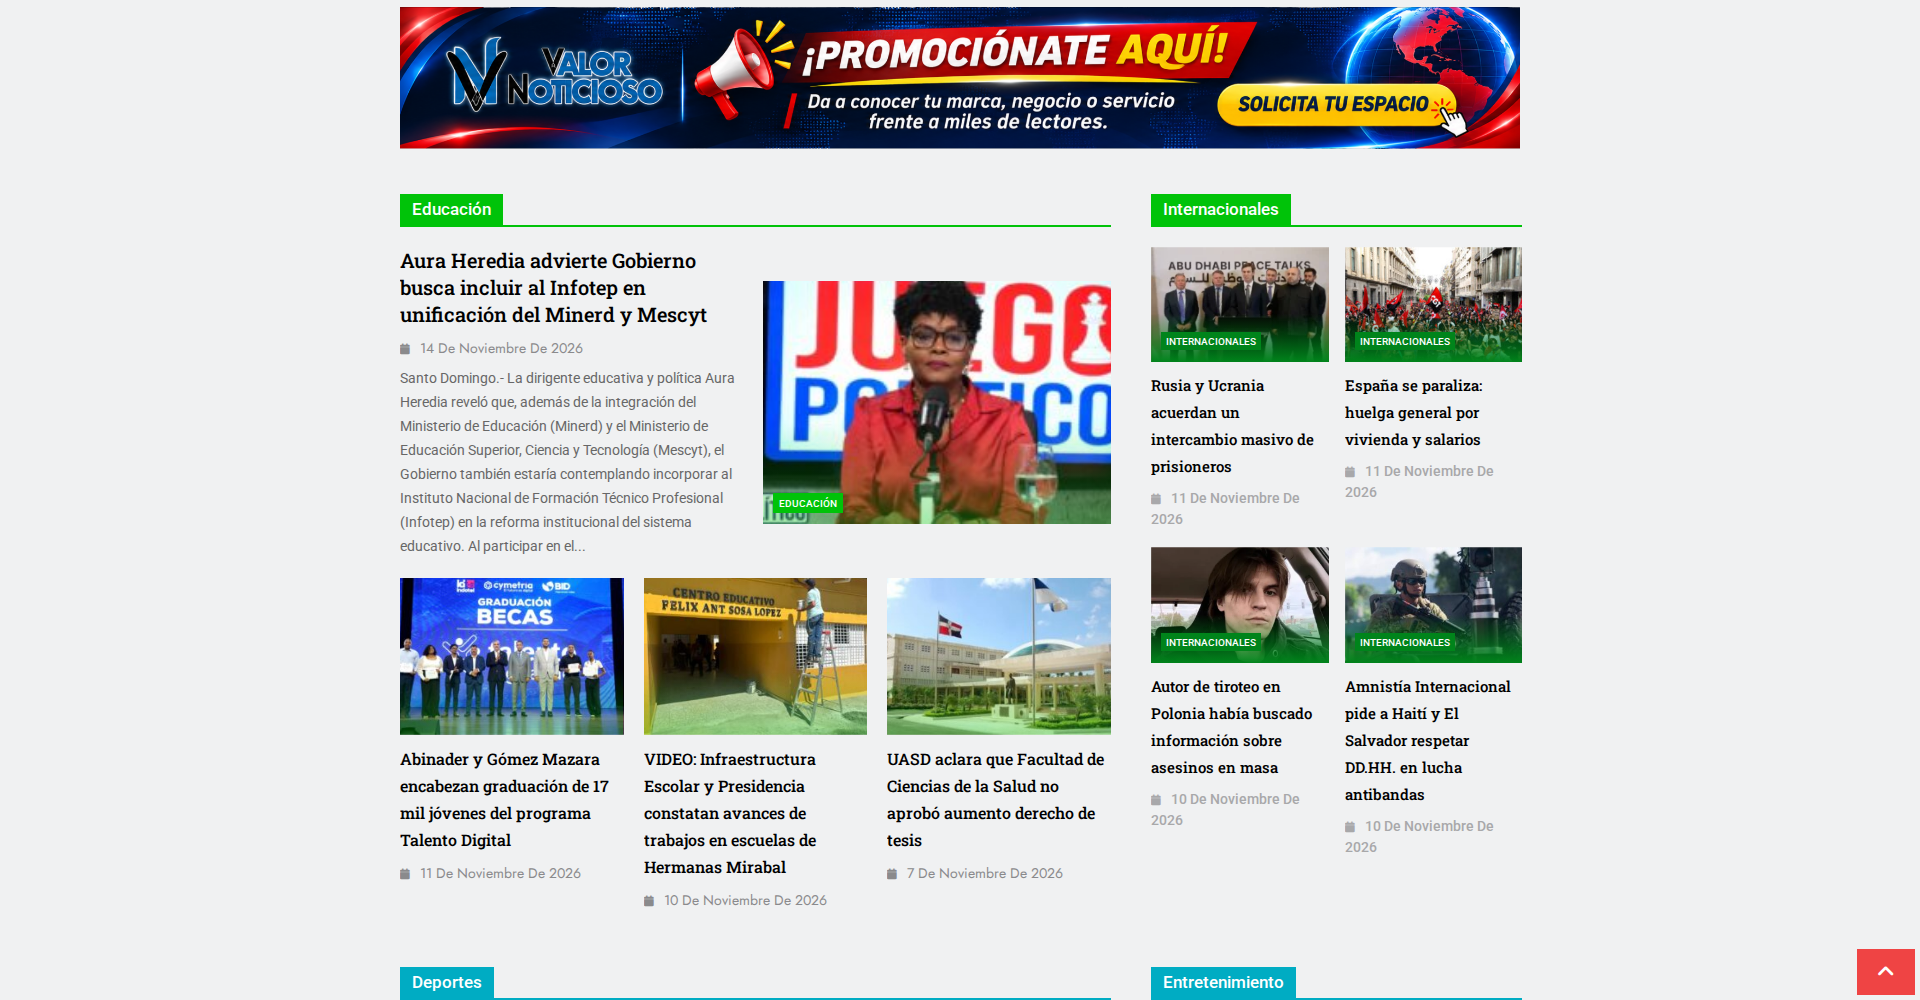 VALOR
NOTICIOSO
¡PROMOCIÓNATE AQUÍ!
Da a conocer tu marca, negocio o servicio
frente a miles de lectores.
SOLICITA TU ESPACIO
Educación
Aura Heredia advierte Gobierno
busca incluir al Infotep en
unificación del Minerd y Mescyt
14 De Noviembre De 2026
Santo Domingo.- La dirigente educativa y política Aura
Heredia reveló que, además de la integración del
Ministerio de Educación (Minerd) y el Ministerio de
Educación Superior, Ciencia y Tecnología (Mescyt), el
Gobierno también estaría contemplando incorporar al
Instituto Nacional de Formación Técnico Profesional
(Infotep) en la reforma institucional del sistema
educativo. Al participar en el...
JUEGO
EDUCACIÓN
cymetria
BID
GRADUACIÓN
BECAS
Abinader y Gómez Mazara
encabezan graduación de 17
mil jóvenes del programa
Talento Digital
11 De Noviembre De 2026
CENTRO EDUCATIVO
FELIX ANT. SOSA LOPEZ
VIDEO: Infraestructura
Escolar y Presidencia
constatan avances de
trabajos en escuelas de
Hermanas Mirabal
10 De Noviembre De 2026
UASD aclara que Facultad de
Ciencias de la Salud no
aprobó aumento derecho de
tesis
7 De Noviembre De 2026
Internacionales
ABU DHABI PEACE TALKS
INTERNACIONALES
Rusia y Ucrania
acuerdan un
intercambio masivo de
prisioneros
11 De Noviembre De
2026
INTERNACIONALES
España se paraliza:
huelga general por
vivienda y salarios
11 De Noviembre De
2026
INTERNACIONALES
Autor de tiroteo en
Polonia había buscado
información sobre
asesinos en masa
10 De Noviembre De
2026
INTERNACIONALES
Amnistía Internacional
pide a Haití y El
Salvador respetar
DD.HH. en lucha
antibandas
10 De Noviembre De
2026
Deportes
Entretenimiento